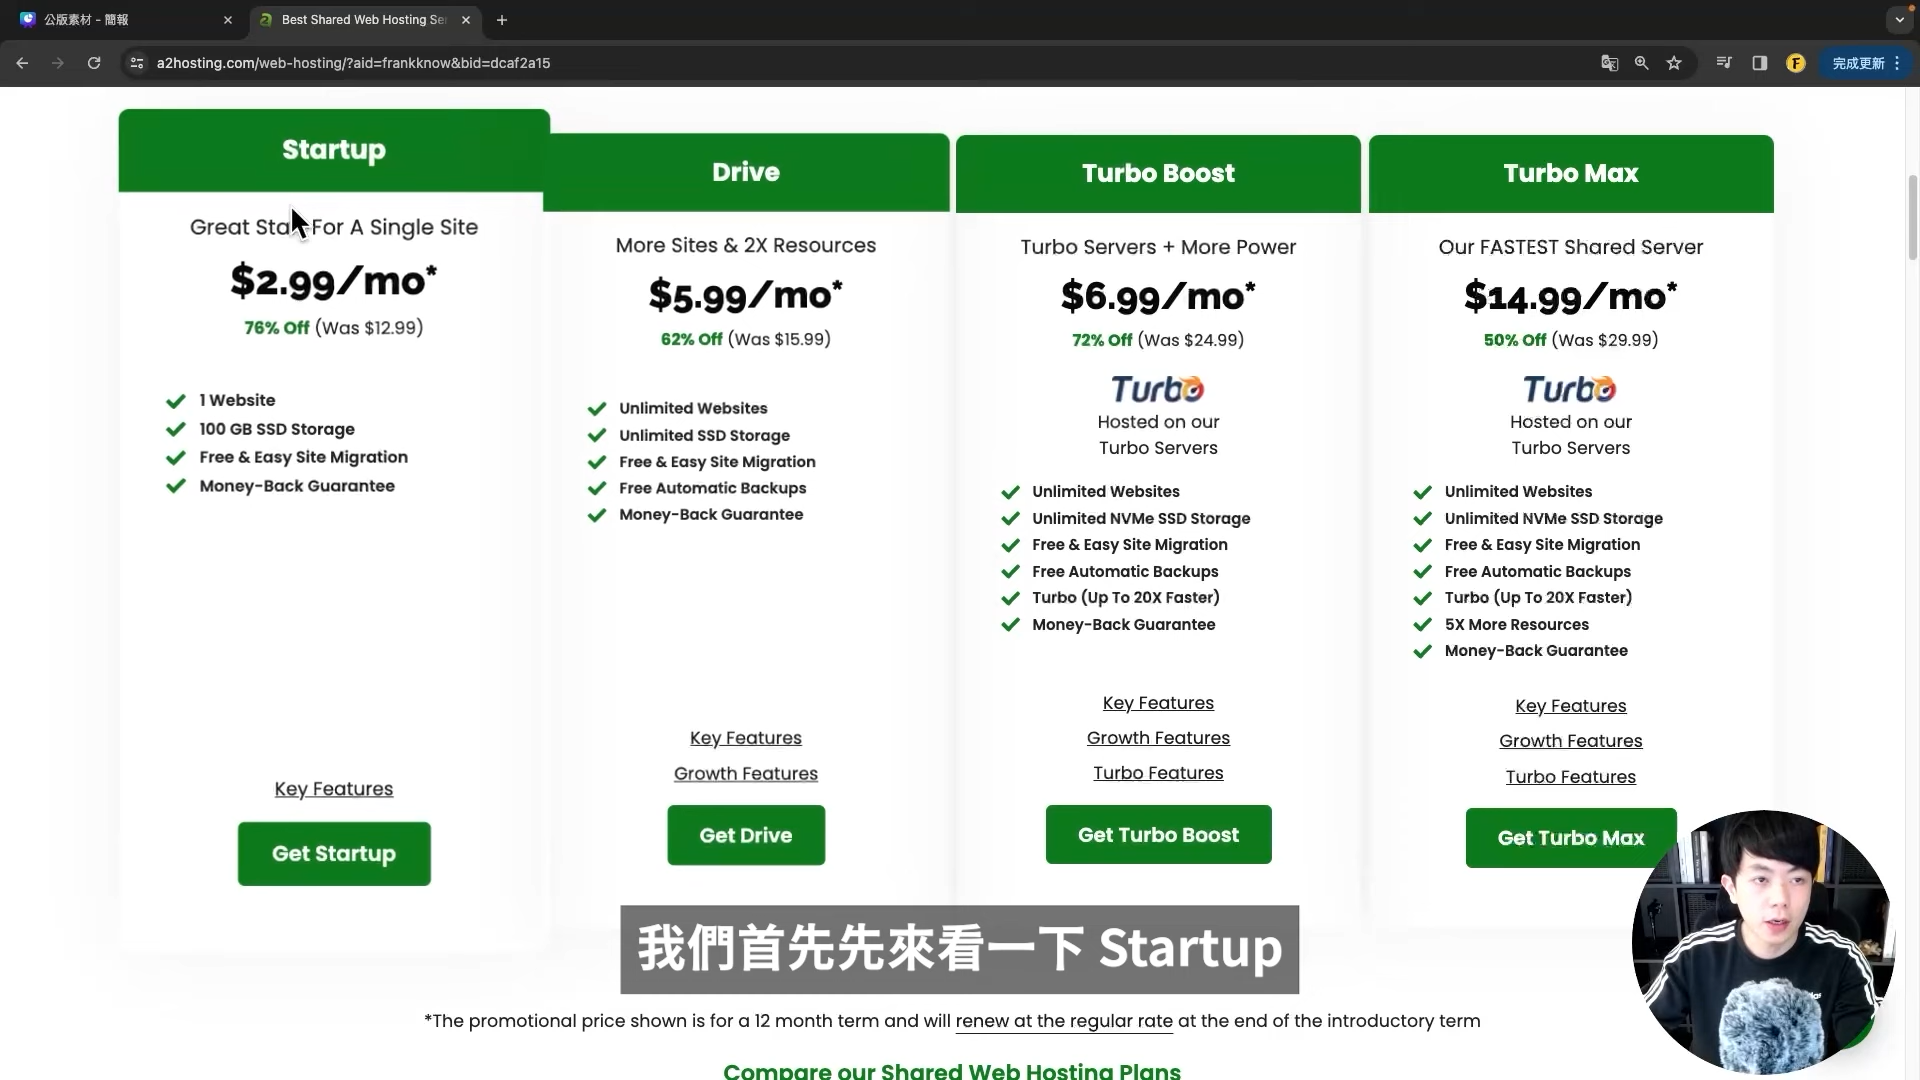 公版素材 - 簡報
Best Shared Web Hosting Se
a2hosting.com/web-hosting/?aid=frankknow&bid=dcaf2a15
F
完成更新
Startup
Great Sta For A Single Site
$2.99/mo*
76% Off (Was $12.99)
1 Website
100 GB SSD Storage
Free & Easy Site Migration
Money-Back Guarantee
Key Features
Get Startup
Drive
More Sites & 2X Resources
$5.99/mo*
62% Off (Was $15.99)
Unlimited Websites
Unlimited SSD Storage
Free & Easy Site Migration
Free Automatic Backups
Money-Back Guarantee
Key Features
Growth Features
Get Drive
Turbo Boost
Turbo Servers + More Power
$6.99/mo*
72% Off (Was $24.99)
Turbo
Hosted on our
Turbo Servers
Unlimited Websites
Unlimited NVMe SSD Storage
Free & Easy Site Migration
Free Automatic Backups
Turbo (Up To 20X Faster)
Money-Back Guarantee
Key Features
Growth Features
Turbo Features
Get Turbo Boost
Turbo Max
Our FASTEST Shared Server
$14.99/mo*
50% Off (Was $29.99)
Turbo
Hosted on our
Turbo Servers
Unlimited Websites
Unlimited NVMe SSD Storage
Free & Easy Site Migration
Free Automatic Backups
Turbo (Up To 20X Faster)
5X More Resources
Money-Back Guarantee
Key Features
Growth Features
Turbo Features
Get Turbo Max
我們首先先來看一下 Startup
*The promotional price shown is for a 12 month term and will renew at the regular rate at the end of the introductory term
Compare our Shared Web Hosting Plans